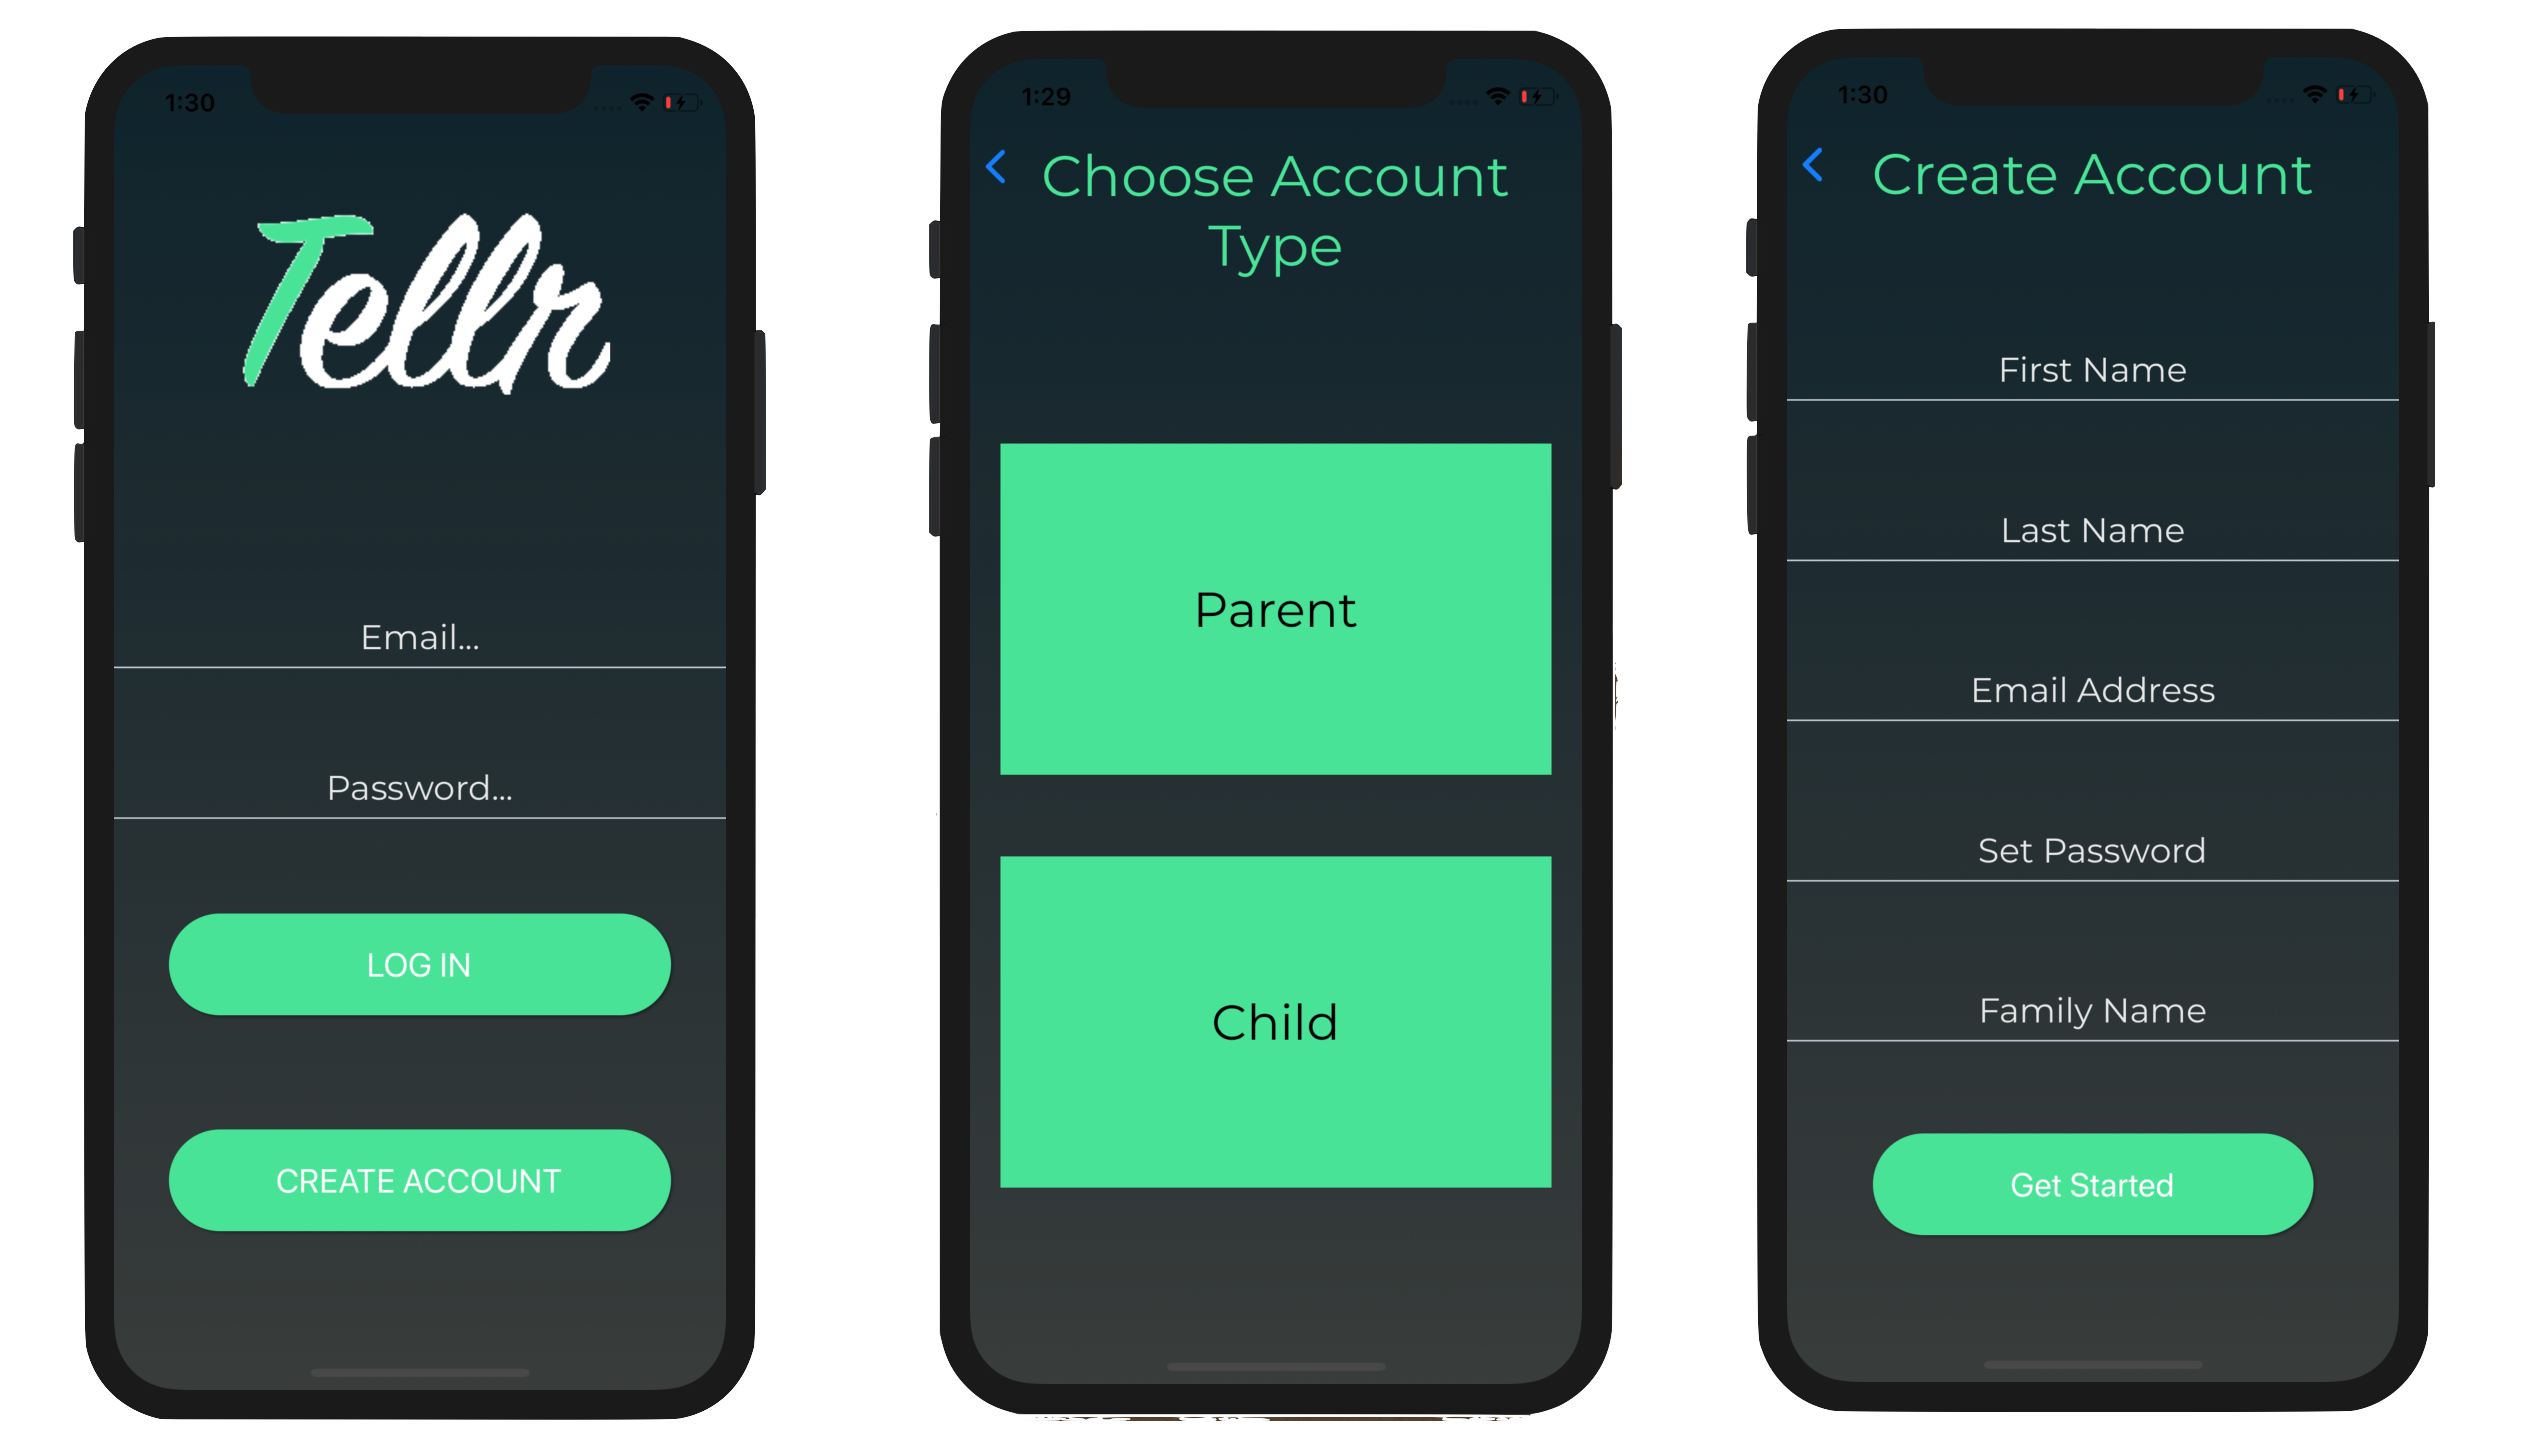 1:30
Tellr
Email...
Password...
LOG IN
CREATE ACCOUNT
1:29
Choose Account
Type
Parent
Child
1:30
Create Account
First Name
Last Name
Email Address
Set Password
Family Name
Get Started